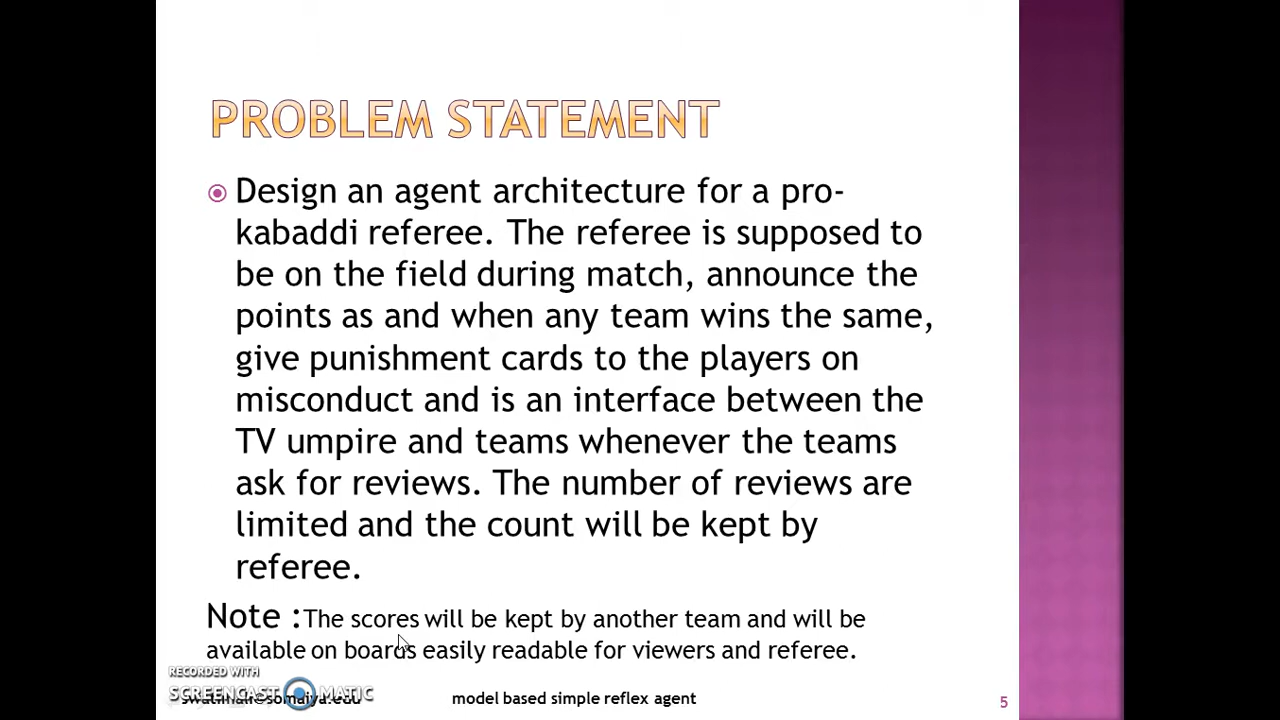 PROBLEM STATEMENT
Design an agent architecture for a pro-
kabaddi referee. The referee is supposed to
be on the field during match, announce the
points as and when any team wins the same,
give punishment cards to the players on
misconduct and is an interface between the
TV umpire and teams whenever the teams
ask for reviews. The number of reviews are
limited and the count will be kept by
referee.
Note :The scores will be kept by another team and will be
available on boards easily readable for viewers and referee.
RECORDED WITH
SCREENCAST MATIC
model based simple reflex agent
5